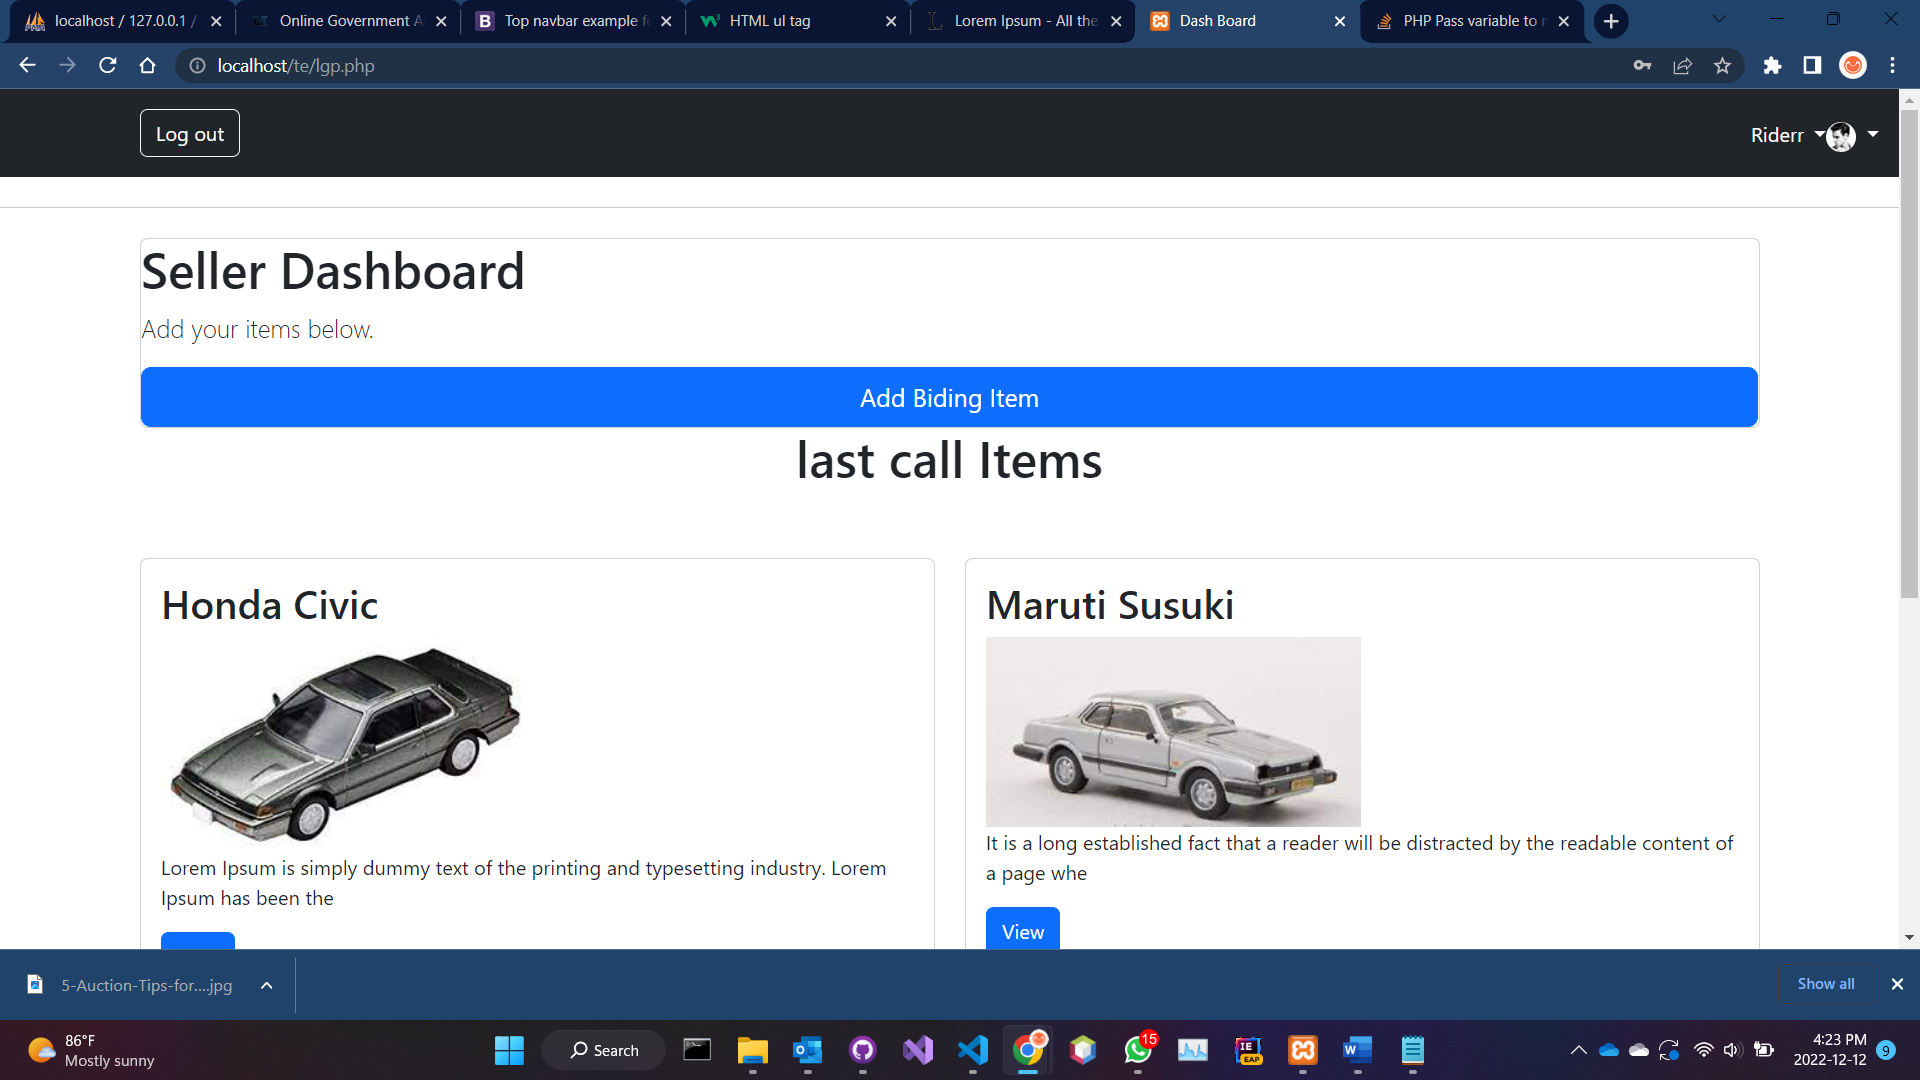 localhost / 127.0.0.1 /
Online Government A
Top navbar example f
HTML ul tag
Lorem Ipsum - All the
Dash Board
PHP Pass variable to
localhost/te/lgp.php
Log out
Riderr
Seller Dashboard
Add your items below.
Add Biding Item
last call Items
Honda Civic
Lorem Ipsum is simply dummy text of the printing and typesetting industry. Lorem
Ipsum has been the
Maruti Susuki
It is a long established fact that a reader will be distracted by the readable content of
a page whe
View
5-Auction-Tips-for....jpg
Show all
86°F
Mostly sunny
Search
15
IE
EAP
4:23 PM
2022-12-12
9